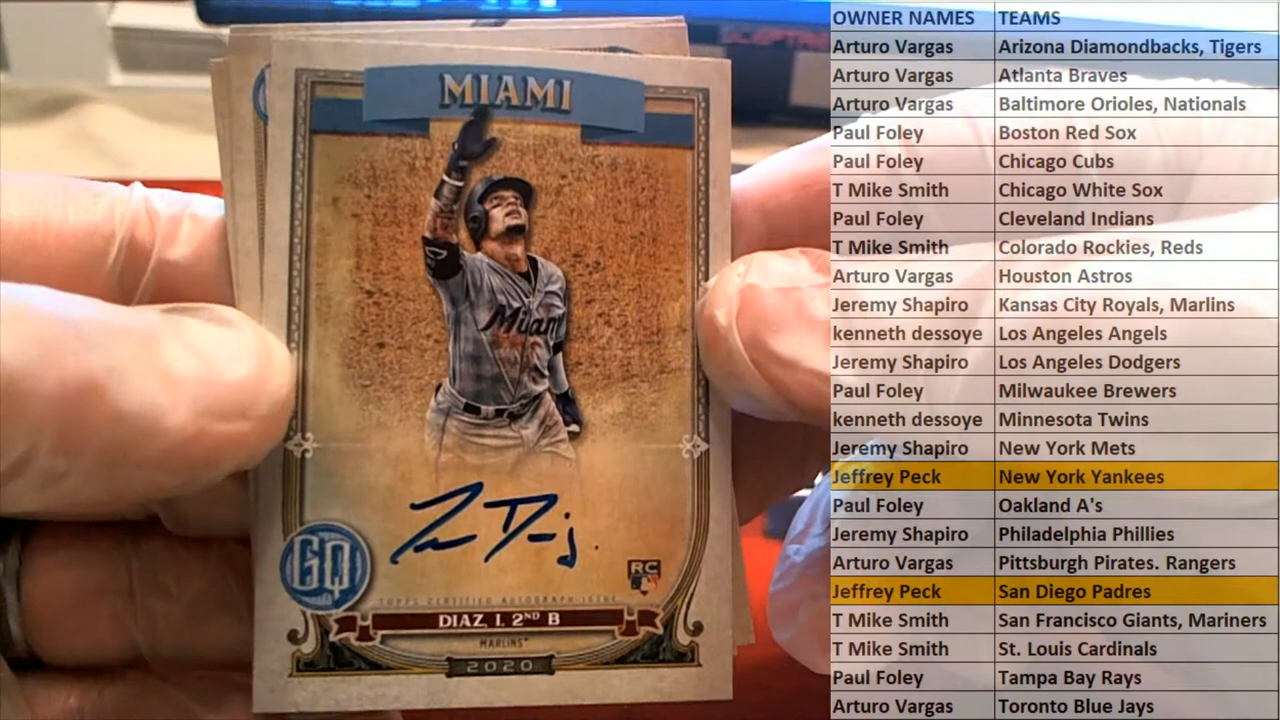 MIAMI
Miami
GQ
RC
TOPPS CERTIFIED AUTOGRAPH ISSUE
DIAZ, I. 2ND B
MARLINS
2020
OWNER NAMES TEAMS
Arturo Vargas Arizona Diamondbacks, Tigers
Arturo Vargas Atlanta Braves
Arturo Vargas Baltimore Orioles, Nationals
Paul Foley Boston Red Sox
Paul Foley Chicago Cubs
T Mike Smith Chicago White Sox
Paul Foley Cleveland Indians
T Mike Smith Colorado Rockies, Reds
Arturo Vargas Houston Astros
Jeremy Shapiro Kansas City Royals, Marlins
kenneth dessoye Los Angeles Angels
Jeremy Shapiro Los Angeles Dodgers
Paul Foley Milwaukee Brewers
kenneth dessoye Minnesota Twins
Jeremy Shapiro New York Mets
Jeffrey Peck New York Yankees
Paul Foley Oakland A's
Jeremy Shapiro Philadelphia Phillies
Arturo Vargas Pittsburgh Pirates. Rangers
Jeffrey Peck San Diego Padres
T Mike Smith San Francisco Giants, Mariners
T Mike Smith St. Louis Cardinals
Paul Foley Tampa Bay Rays
Arturo Vargas Toronto Blue Jays